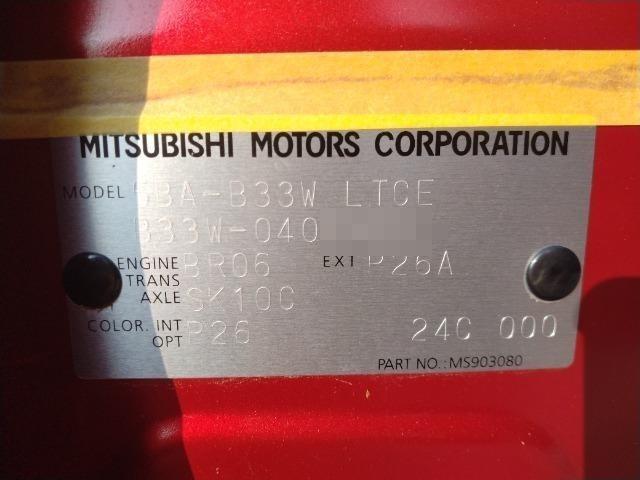 MITSUBISHI MOTORS CORPORATION
MODEL 5BA-B33W LTCE
B33W-040
ENGINE BR06 EXT P26A
TRANS
AXLE SK10C
COLOR. INT P26 24C 000
OPT
PART NO.: MS903080